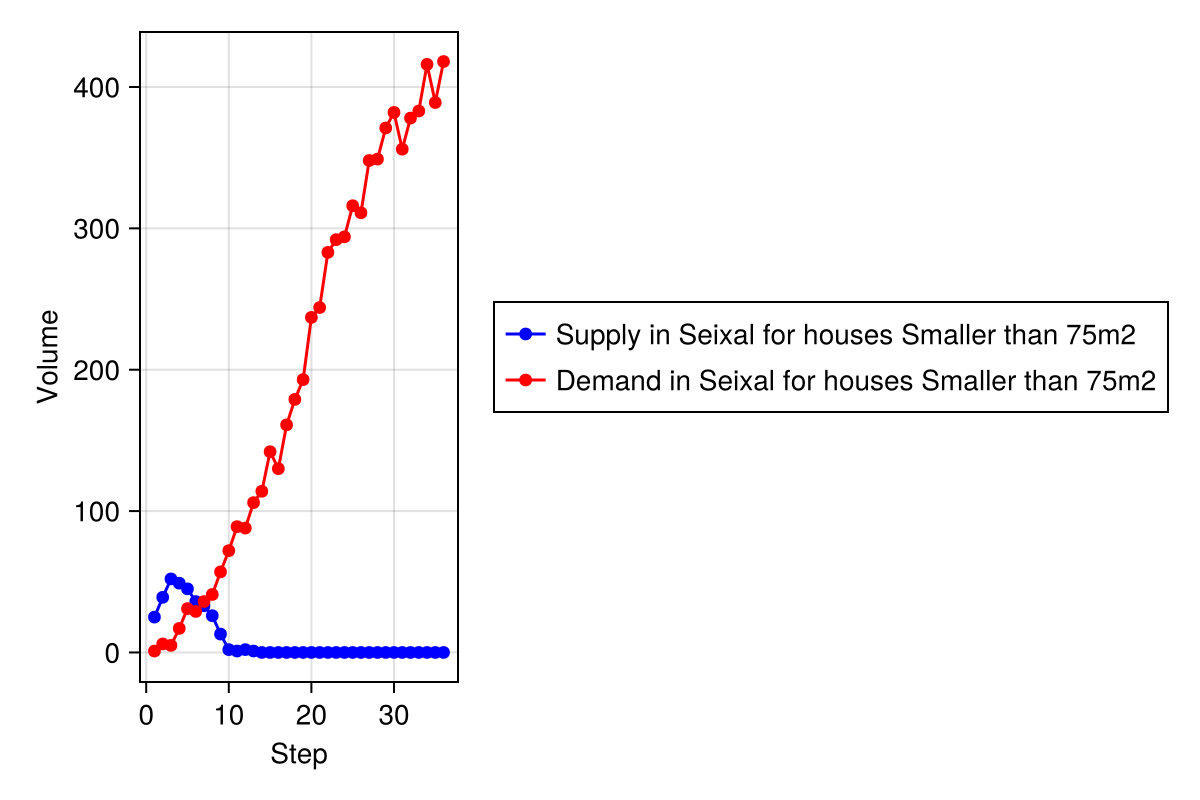 400
300
200
100
0
Volume
0 10 20 30
Step
Supply in Seixal for houses Smaller than 75m2
Demand in Seixal for houses Smaller than 75m2